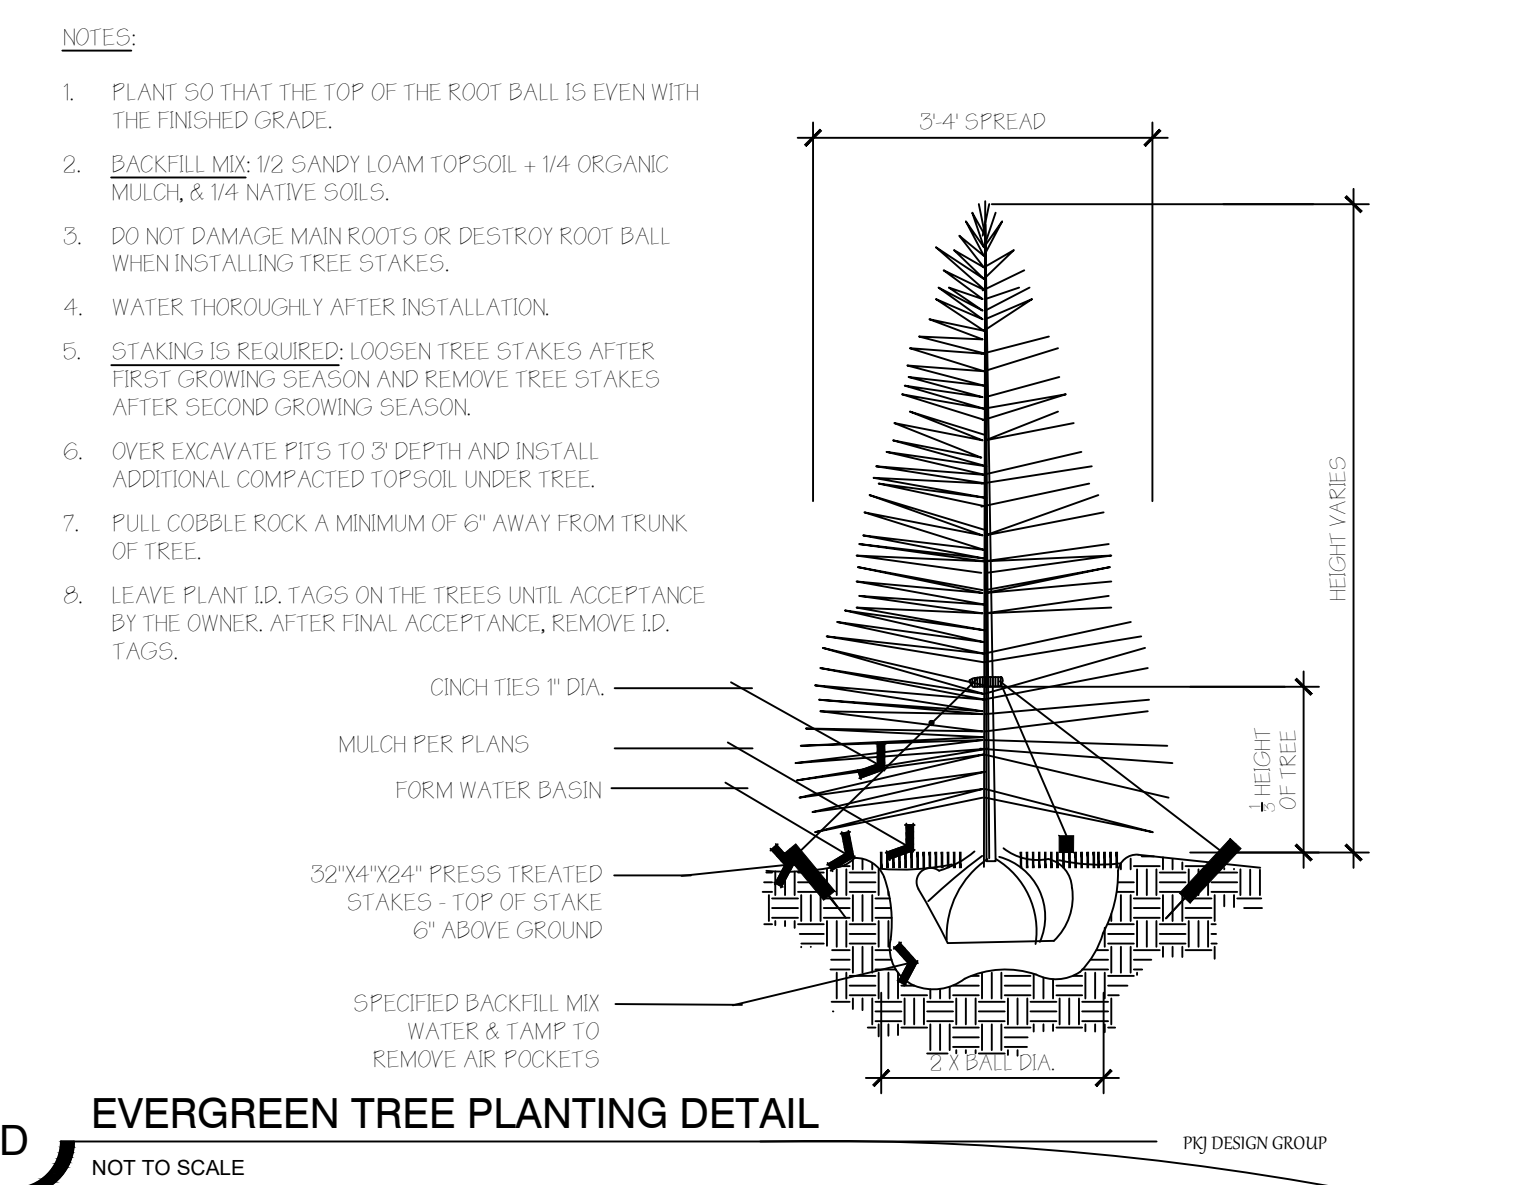 NOTES:
1. PLANT SO THAT THE TOP OF THE ROOT BALL IS EVEN WITH
THE FINISHED GRADE.
2. BACKFILL MIX: 1/2 SANDY LOAM TOPSOIL + 1/4 ORGANIC
MULCH, & 1/4 NATIVE SOILS.
3. DO NOT DAMAGE MAIN ROOTS OR DESTROY ROOT BALL
WHEN INSTALLING TREE STAKES.
4. WATER THOROUGHLY AFTER INSTALLATION.
5. STAKING IS REQUIRED: LOOSEN TREE STAKES AFTER
FIRST GROWING SEASON AND REMOVE TREE STAKES
AFTER SECOND GROWING SEASON.
6. OVER EXCAVATE PITS TO 3' DEPTH AND INSTALL
ADDITIONAL COMPACTED TOPSOIL UNDER TREE.
7. PULL COBBLE ROCK A MINIMUM OF 6" AWAY FROM TRUNK
OF TREE.
8. LEAVE PLANT I.D. TAGS ON THE TREES UNTIL ACCEPTANCE
BY THE OWNER. AFTER FINAL ACCEPTANCE, REMOVE I.D.
TAGS.
3'-4' SPREAD
HEIGHT VARIES
1/3 HEIGHT
OF TREE
CINCH TIES 1" DIA.
MULCH PER PLANS
FORM WATER BASIN
32"X4"X24" PRESS TREATED
STAKES - TOP OF STAKE
6" ABOVE GROUND
SPECIFIED BACKFILL MIX
WATER & TAMP TO
REMOVE AIR POCKETS
2 X BALL DIA.
D
EVERGREEN TREE PLANTING DETAIL
NOT TO SCALE
PKJ DESIGN GROUP